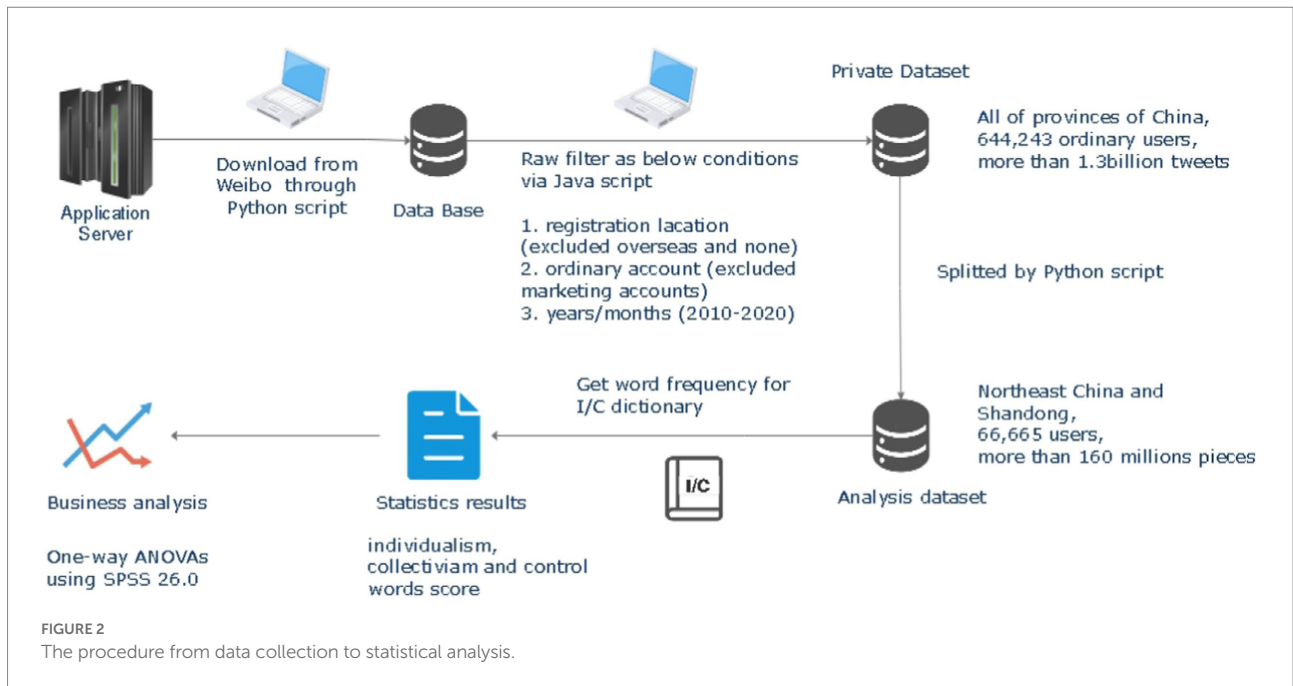 Application
Server
Download from
Weibo through
Python script
Data Base
Raw filter as below conditions
via Java script
1. registration lacation
(excluded overseas and none)
2. ordinary account (excluded
marketing accounts)
3. years/months (2010-2020)
Private Dataset
All of provinces of China,
644,243 ordinary users,
more than 1.3billion tweets
Splitted by Python script
Northeast China and
Shandong,
66,665 users,
more than 160 millions pieces
Analysis dataset
Get word frequency for
I/C dictionary
I/C
Statistics results
individualism,
collectiviam and control
words score
Business analysis
One-way ANOVAs
using SPSS 26.0
FIGURE 2
The procedure from data collection to statistical analysis.